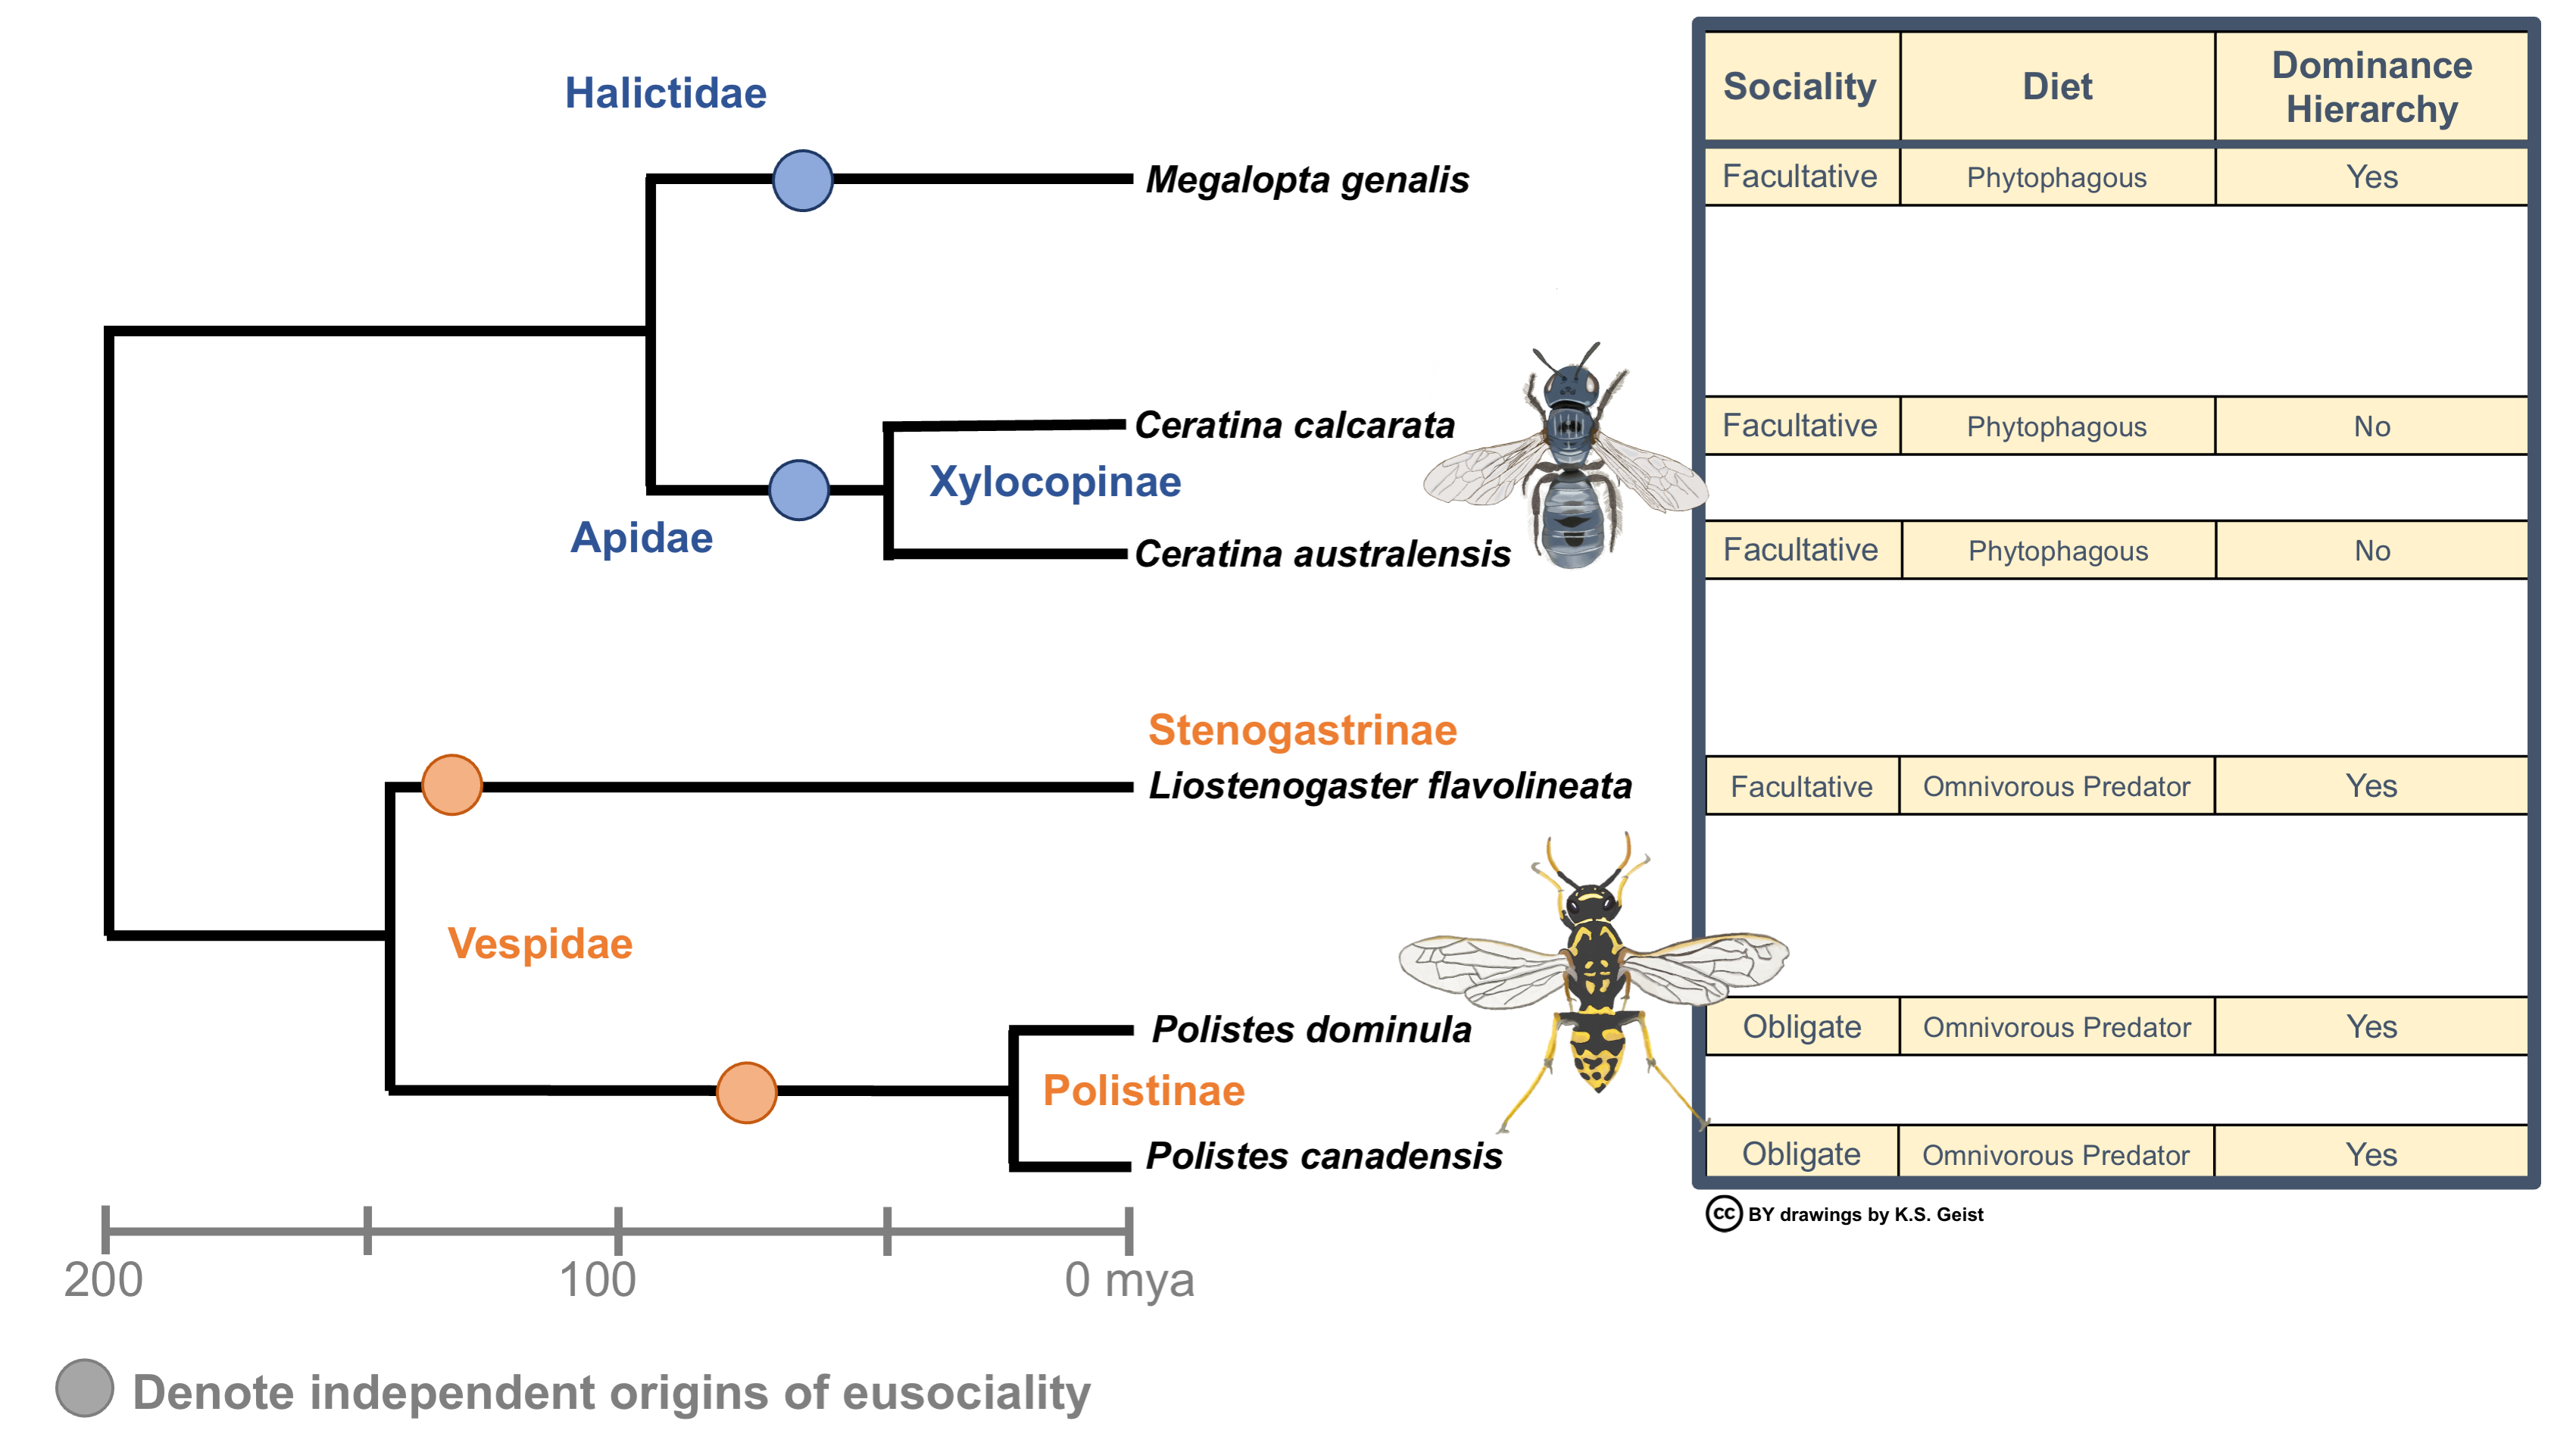 Sociality Diet Dominance Hierarchy
Halictidae
Megalopta genalis Facultative Phytophagous Yes
Ceratina calcarata Facultative Phytophagous No
Xylocopinae
Apidae
Ceratina australensis Facultative Phytophagous No
Stenogastrinae
Liostenogaster flavolineata Facultative Omnivorous Predator Yes
Vespidae
Polistes dominula Obligate Omnivorous Predator Yes
Polistinae
Polistes canadensis Obligate Omnivorous Predator Yes
cc BY drawings by K.S. Geist
200 100 0 mya
Denote independent origins of eusociality